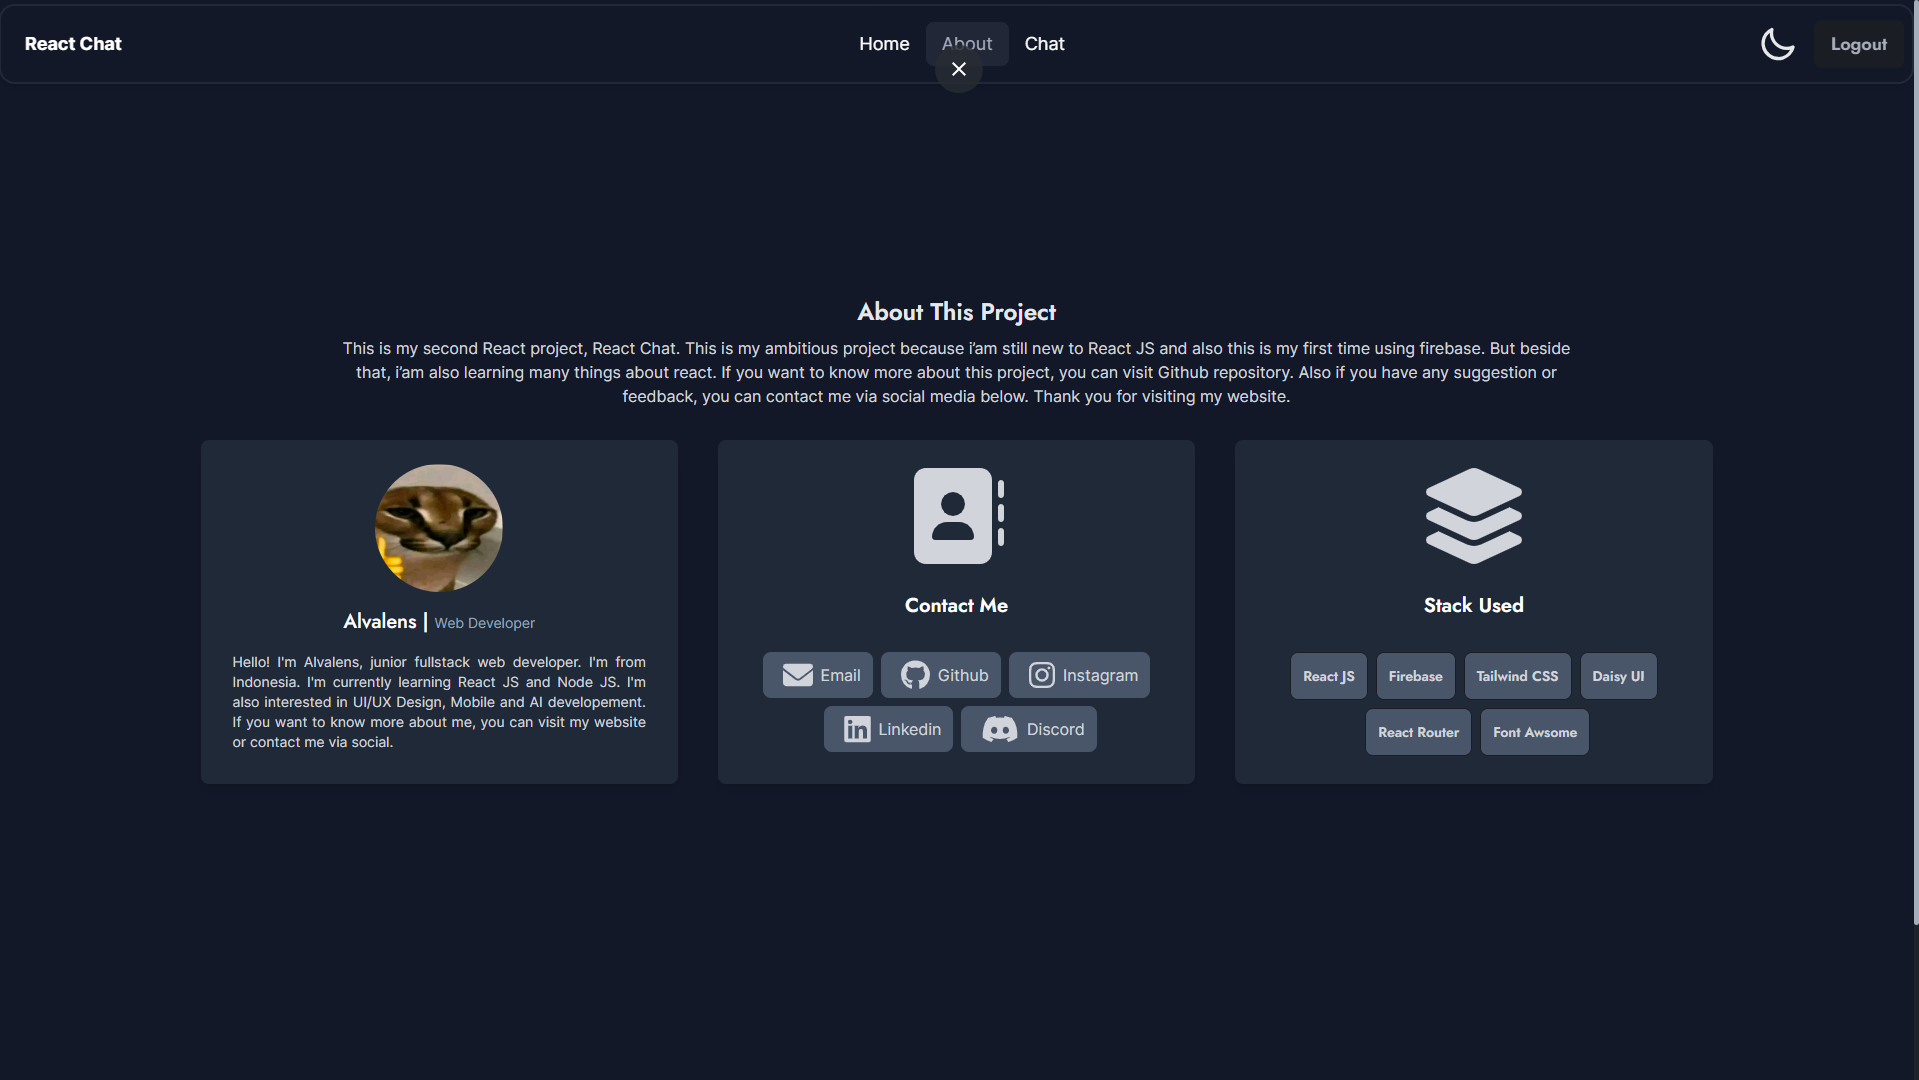 React Chat
Home
About
Chat
Logout
About This Project
This is my second React project, React Chat. This is my ambitious project because i'am still new to React JS and also this is my first time using firebase. But beside
that, i'am also learning many things about react. If you want to know more about this project, you can visit Github repository. Also if you have any suggestion or
feedback, you can contact me via social media below. Thank you for visiting my website.
Alvalens | Web Developer
Hello! I'm Alvalens, junior fullstack web developer. I'm from
Indonesia. I'm currently learning React JS and Node JS. I'm
also interested in UI/UX Design, Mobile and AI developement.
If you want to know more about me, you can visit my website
or contact me via social.
Contact Me
Email
Github
Instagram
Linkedin
Discord
Stack Used
React JS
Firebase
Tailwind CSS
Daisy UI
React Router
Font Awsome